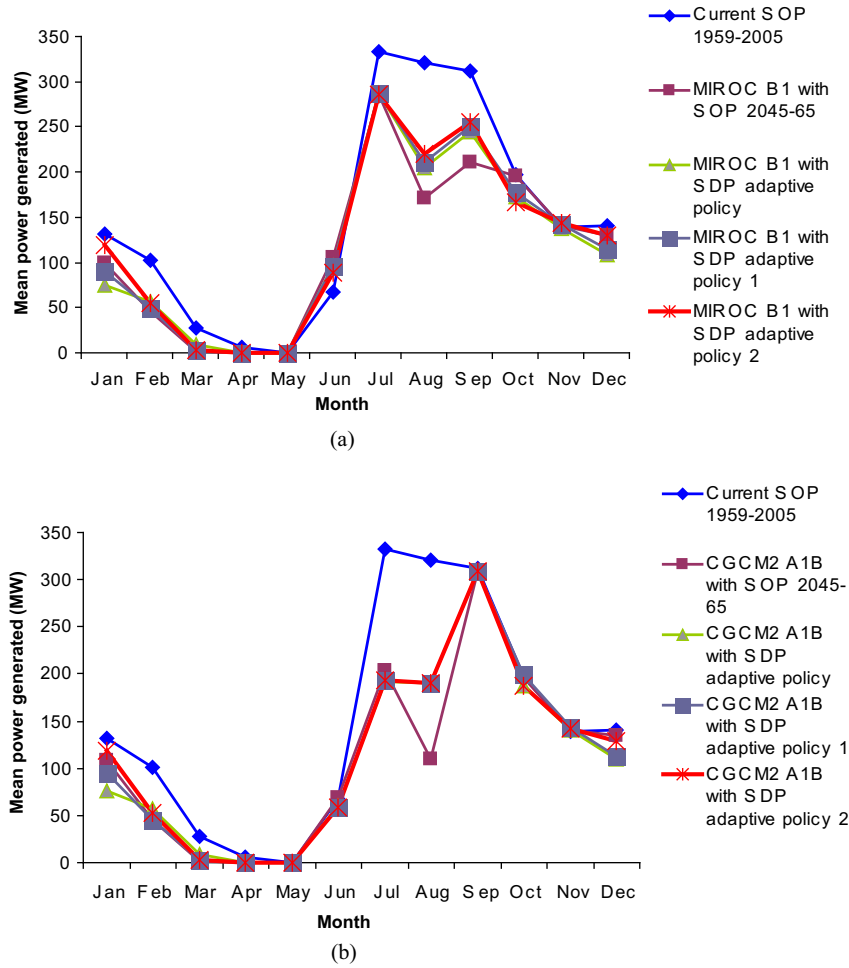 Mean power generated (MW)
350
300
250
200
150
100
50
0
Jan Feb Mar Apr May Jun Jul Aug Sep Oct Nov Dec
Month
Current SOP
1959-2005
MIROC B1 with
SOP 2045-65
MIROC B1 with
SDP adaptive
policy
MIROC B1 with
SDP adaptive
policy 1
MIROC B1 with
SDP adaptive
policy 2
(a)
Mean power generated (MW)
350
300
250
200
150
100
50
0
Jan Feb Mar Apr May Jun Jul Aug Sep Oct Nov Dec
Month
Current SOP
1959-2005
CGCM2 A1B
with SOP 2045-
65
CGCM2 A1B
with SDP
adaptive policy
CGCM2 A1B
with SDP
adaptive policy 1
CGCM2 A1B
with SDP
adaptive policy 2
(b)